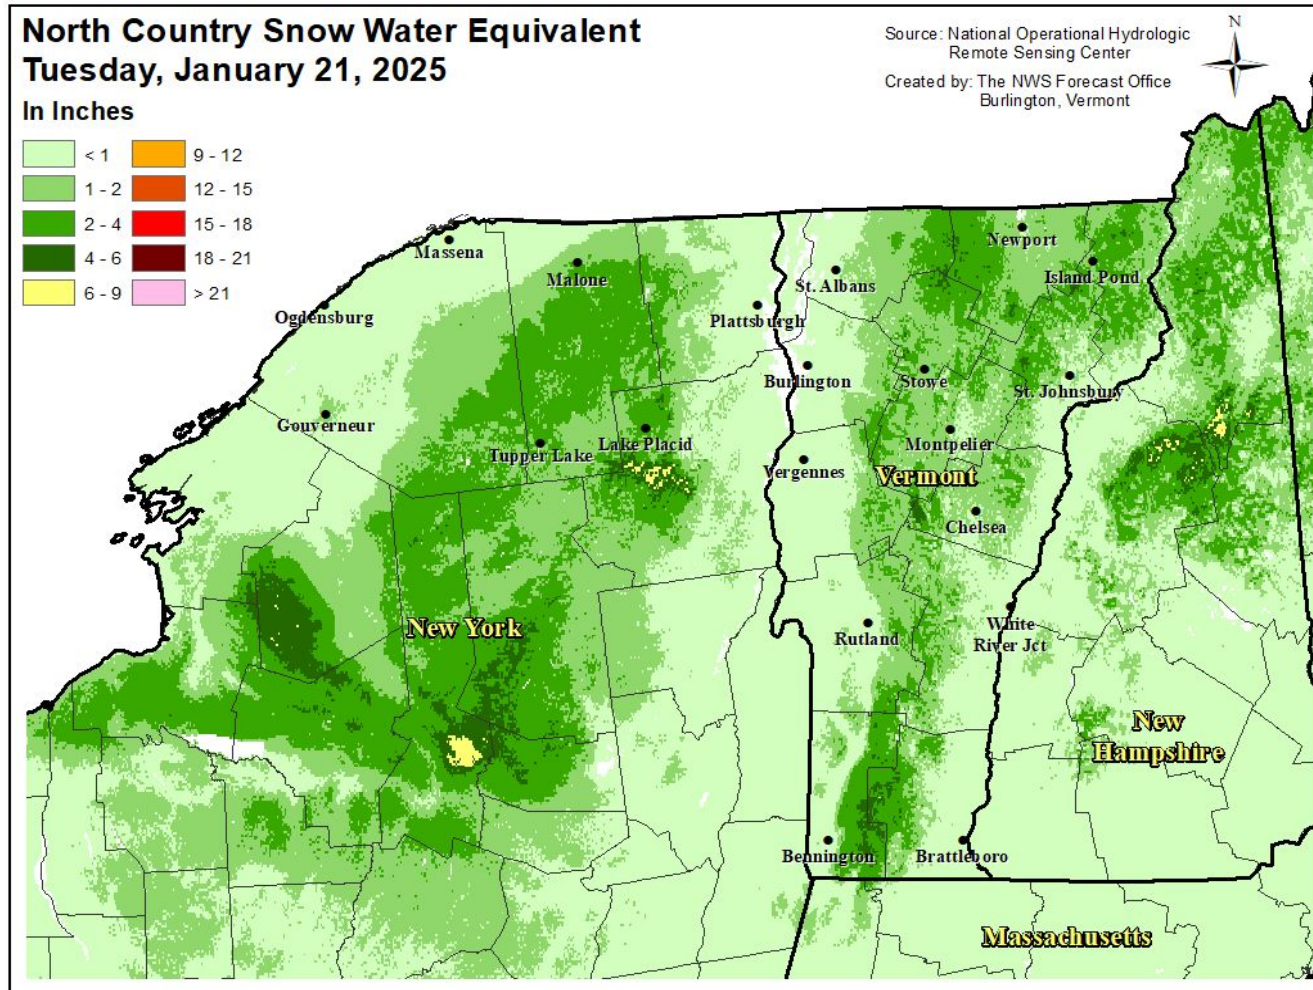 North Country Snow Water Equivalent
Tuesday, January 21, 2025
In Inches
Source: National Operational Hydrologic
Remote Sensing Center
Created by: The NWS Forecast Office
Burlington, Vermont
N
< 1
9 - 12
1 - 2
12 - 15
2 - 4
15 - 18
4 - 6
18 - 21
6 - 9
> 21
Massena
Malone
Ogdensburg
Plattsburgh
St. Albans
Newport
Island Pond
Burlington
Stowe
St. Johnsbury
Gouverneur
Tupper Lake
Lake Placid
Montpelier
Vergennes
Vermont
Chelsea
New York
Rutland
White
River Jct
New
Hampshire
Bennington
Brattleboro
Massachusetts